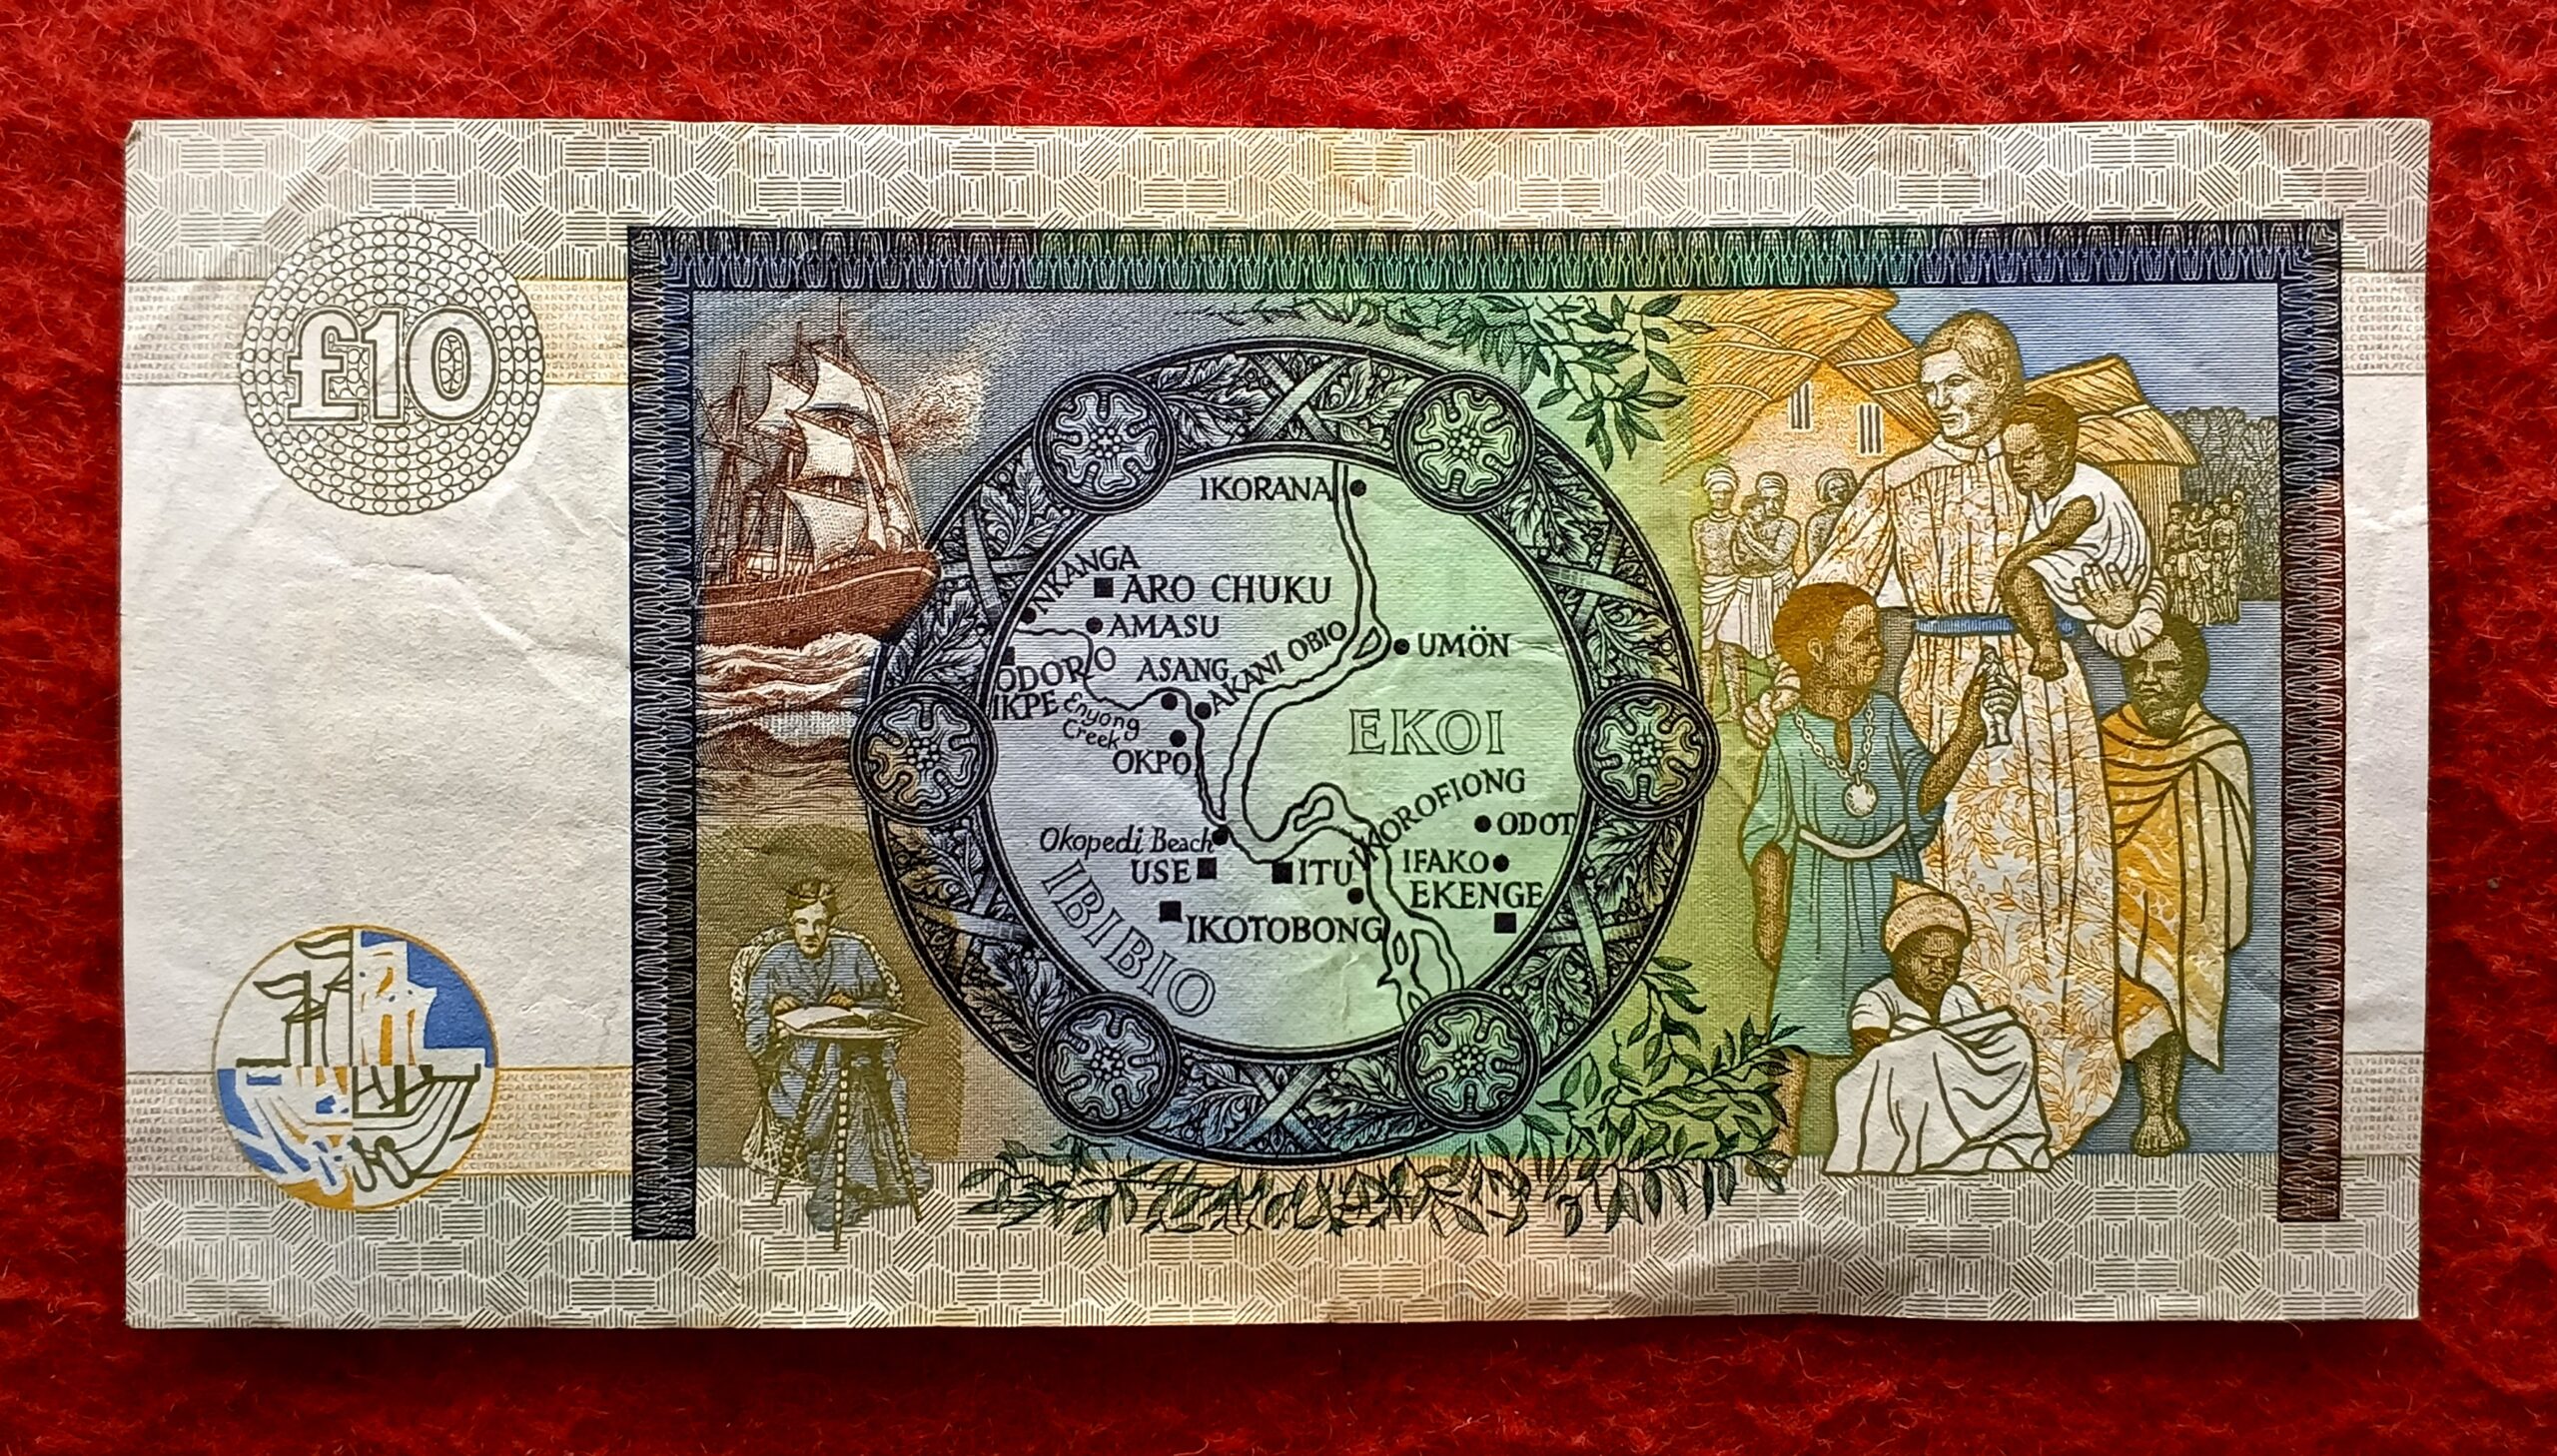 £10
IKORANA
NKANGA
ARO CHUKU
AMASU
UMÖN
ODORO
IKPE
ASANG
AKANI OBIO
Enyong
Creek
OKPO
EKOI
IKOROFIONG
ODOT
Okopedi Beach
USE
ITU
IFAKO
EKENGE
IKOTOBONG
IBIBIO